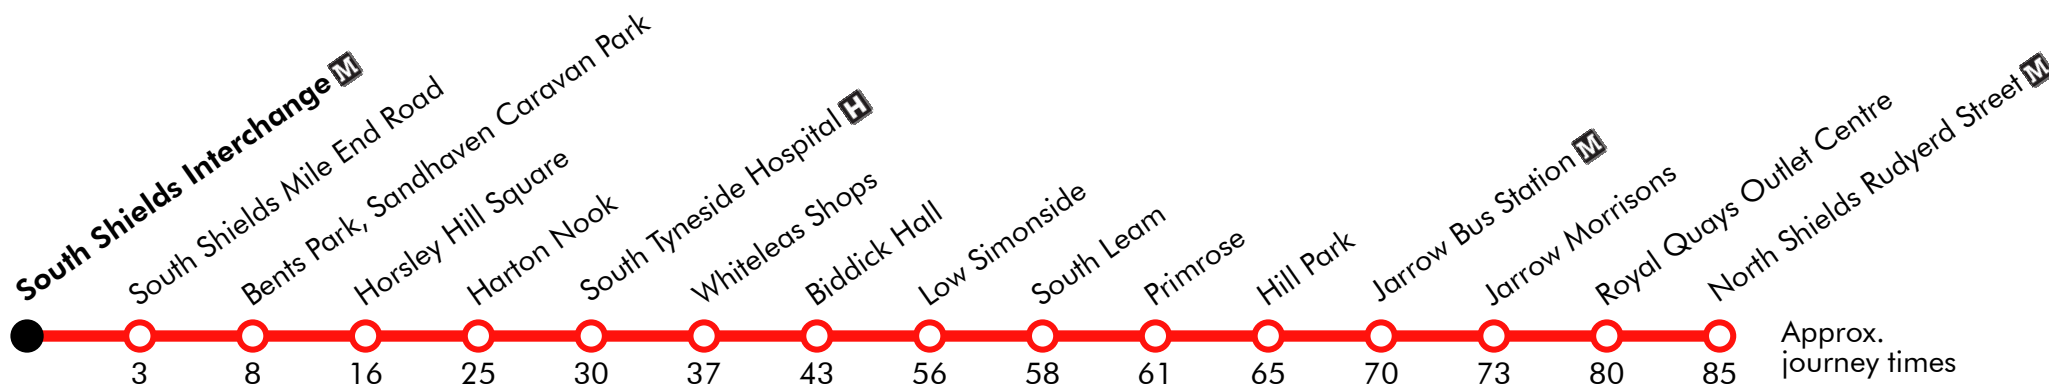 South Shields Interchange M
South Shields Mile End Road
Bents Park, Sandhaven Caravan Park
Horsley Hill Square
Harton Nook
South Tyneside Hospital H
Whiteleas Shops
Biddick Hall
Low Simonside
South Leam
Primrose
Hill Park
Jarrow Bus Station M
Jarrow Morrisons
Royal Quays Outlet Centre
North Shields Rudyerd Street M
3 8 16 25 30 37 43 56 58 61 65 70 73 80 85
Approx.
journey times